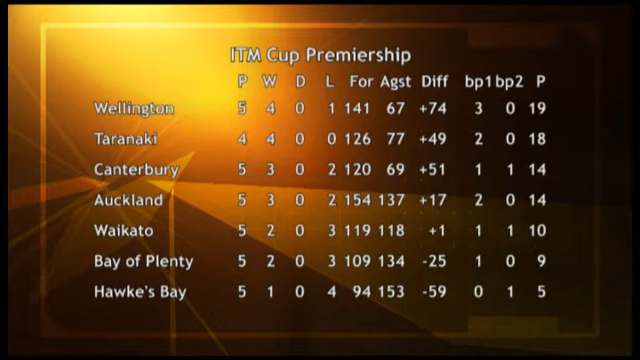 ITM Cup Premiership
P W D L For Agst Diff bp1 bp2 P
Wellington 5 4 0 1 141 67 +74 3 0 19
Taranaki 4 4 0 0 126 77 +49 2 0 18
Canterbury 5 3 0 2 120 69 +51 1 1 14
Auckland 5 3 0 2 154 137 +17 2 0 14
Waikato 5 2 0 3 119 118 +1 1 1 10
Bay of Plenty 5 2 0 3 109 134 -25 1 0 9
Hawke's Bay 5 1 0 4 94 153 -59 0 1 5